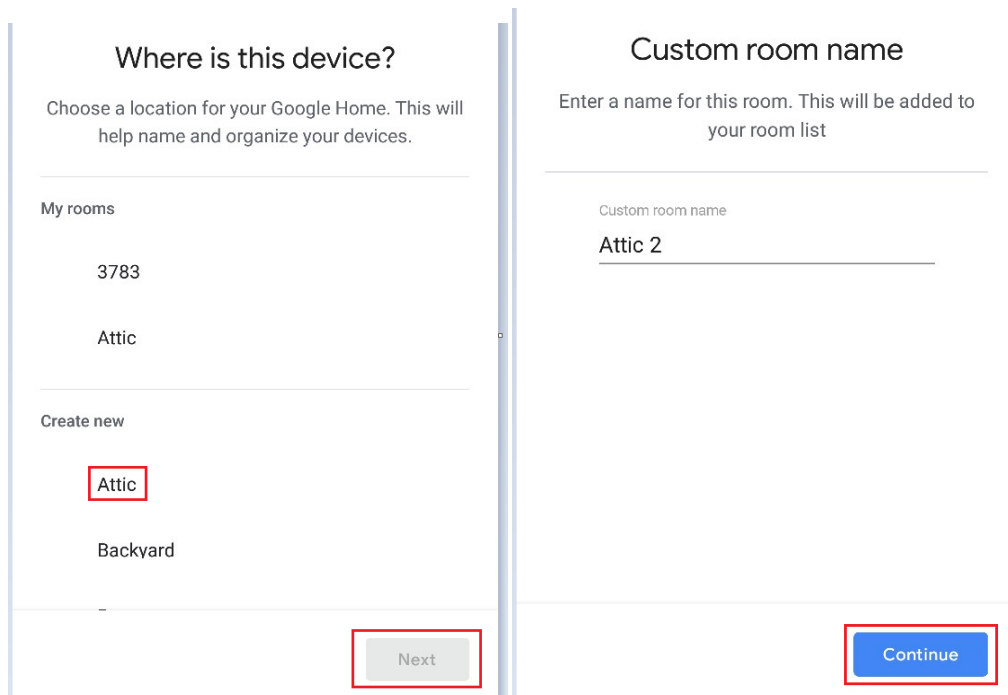 Where is this device?
Choose a location for your Google Home. This will
help name and organize your devices.
My rooms
3783
Attic
Create new
Attic
Backyard
Next
Custom room name
Enter a name for this room. This will be added to
your room list
Custom room name
Attic 2
Continue